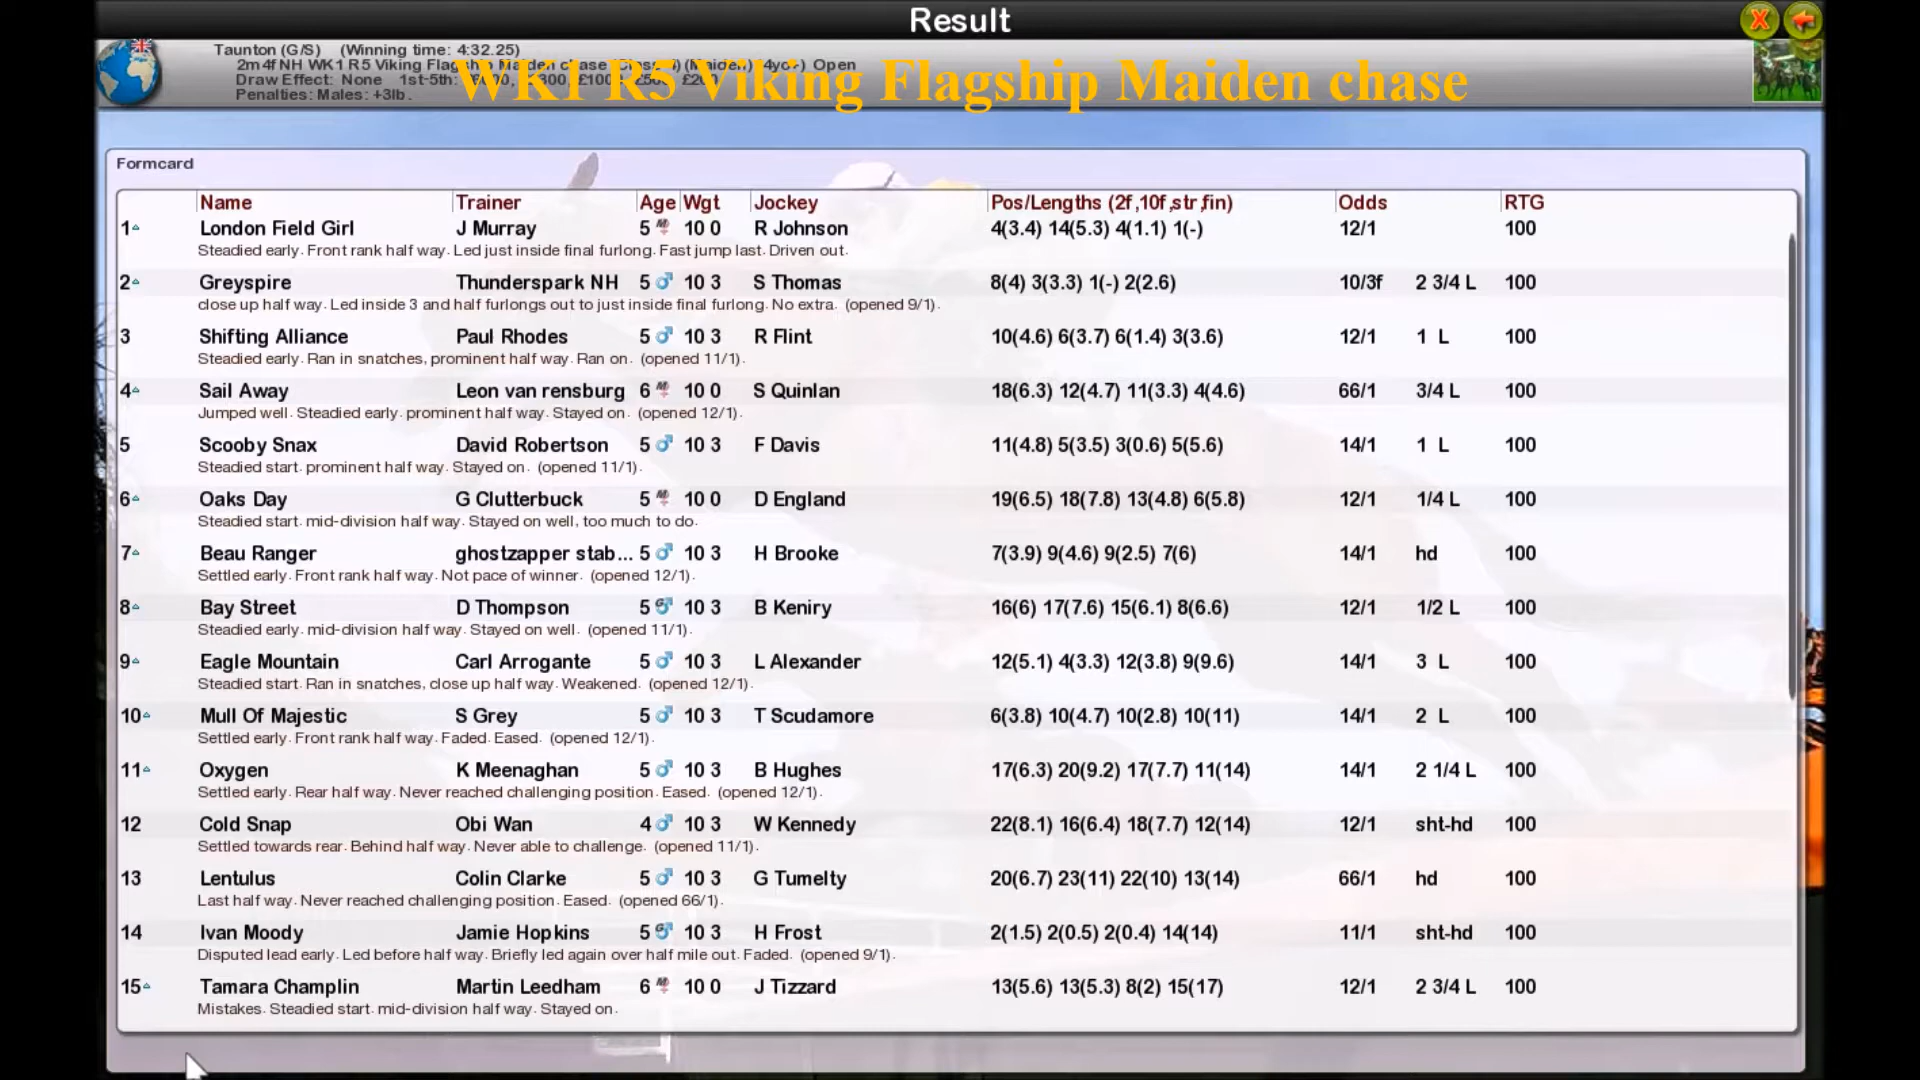 Result
Taunton (G/S) (Winning time: 4:32.25)
2m4f NH WK1 R5 Viking Flagship Maiden chase (Maiden) (4yo+) Open
Draw Effect: None 1st-5th:
Penalties: Males: +3lb.
WK1 R5 Viking Flagship Maiden chase
Formcard
Name Trainer Age Wgt Jockey Pos/Lengths (2f,10f,str,fin) Odds RTG
1 London Field Girl J Murray 5 10 0 R Johnson 4(3.4) 14(5.3) 4(1.1) 1(-) 12/1 100
Steadied early. Front rank half way. Led just inside final furlong. Fast jump last. Driven out.
2 Greyspire Thunderspark NH 5 10 3 S Thomas 8(4) 3(3.3) 1(-) 2(2.6) 10/3f 2 3/4 L 100
close up half way. Led inside 3 and half furlongs out to just inside final furlong. No extra. (opened 9/1).
3 Shifting Alliance Paul Rhodes 5 10 3 R Flint 10(4.6) 6(3.7) 6(1.4) 3(3.6) 12/1 1 L 100
Steadied early. Ran in snatches, prominent half way. Ran on. (opened 11/1).
4 Sail Away Leon van rensburg 6 10 0 S Quinlan 18(6.3) 12(4.7) 11(3.3) 4(4.6) 66/1 3/4 L 100
Jumped well. Steadied early. prominent half way. Stayed on. (opened 12/1).
5 Scooby Snax David Robertson 5 10 3 F Davis 11(4.8) 5(3.5) 3(0.6) 5(5.6) 14/1 1 L 100
Steadied start. prominent half way. Stayed on. (opened 11/1).
6 Oaks Day G Clutterbuck 5 10 0 D England 19(6.5) 18(7.8) 13(4.8) 6(5.8) 12/1 1/4 L 100
Steadied start. mid-division half way. Stayed on well, too much to do.
7 Beau Ranger ghostzapper stab... 5 10 3 H Brooke 7(3.9) 9(4.6) 9(2.5) 7(6) 14/1 hd 100
Settled early. Front rank half way. Not pace of winner. (opened 12/1).
8 Bay Street D Thompson 5 10 3 B Keniry 16(6) 17(7.6) 15(6.1) 8(6.6) 12/1 1/2 L 100
Steadied early. mid-division half way. Stayed on well. (opened 11/1).
9 Eagle Mountain Carl Arrogante 5 10 3 L Alexander 12(5.1) 4(3.3) 12(3.8) 9(9.6) 14/1 3 L 100
Steadied start. Ran in snatches, close up half way. Weakened. (opened 12/1).
10 Mull Of Majestic S Grey 5 10 3 T Scudamore 6(3.8) 10(4.7) 10(2.8) 10(11) 14/1 2 L 100
Settled early. Front rank half way. Faded. Eased. (opened 12/1).
11 Oxygen K Meenaghan 5 10 3 B Hughes 17(6.3) 20(9.2) 17(7.7) 11(14) 14/1 2 1/4 L 100
Settled early. Rear half way. Never reached challenging position. Eased. (opened 12/1).
12 Cold Snap Obi Wan 4 10 3 W Kennedy 22(8.1) 16(6.4) 18(7.7) 12(14) 12/1 sht-hd 100
Settled towards rear. Behind half way. Never able to challenge. (opened 11/1).
13 Lentulus Colin Clarke 5 10 3 G Tumelty 20(6.7) 23(11) 22(10) 13(14) 66/1 hd 100
Last half way. Never reached challenging position. Eased. (opened 66/1).
14 Ivan Moody Jamie Hopkins 5 10 3 H Frost 2(1.5) 2(0.5) 2(0.4) 14(14) 11/1 sht-hd 100
Disputed lead early. Led before half way. Briefly led again over half mile out. Faded. (opened 9/1).
15 Tamara Champlin Martin Leedham 6 10 0 J Tizzard 13(5.6) 13(5.3) 8(2) 15(17) 12/1 2 3/4 L 100
Mistakes. Steadied start. mid-division half way. Stayed on.